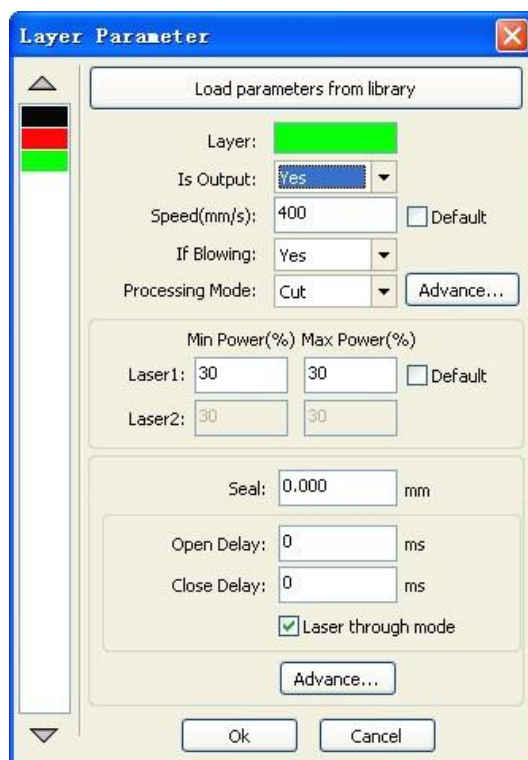 Layer Parameter
Load parameters from library
Layer:
Is Output: Yes
Speed(mm/s): 400 Default
If Blowing: Yes
Processing Mode: Cut Advance...
Min Power(%) Max Power(%)
Laser1: 30 30 Default
Laser2: 30 30
Seal: 0.000 mm
Open Delay: 0 ms
Close Delay: 0 ms
Laser through mode
Advance...
Ok Cancel